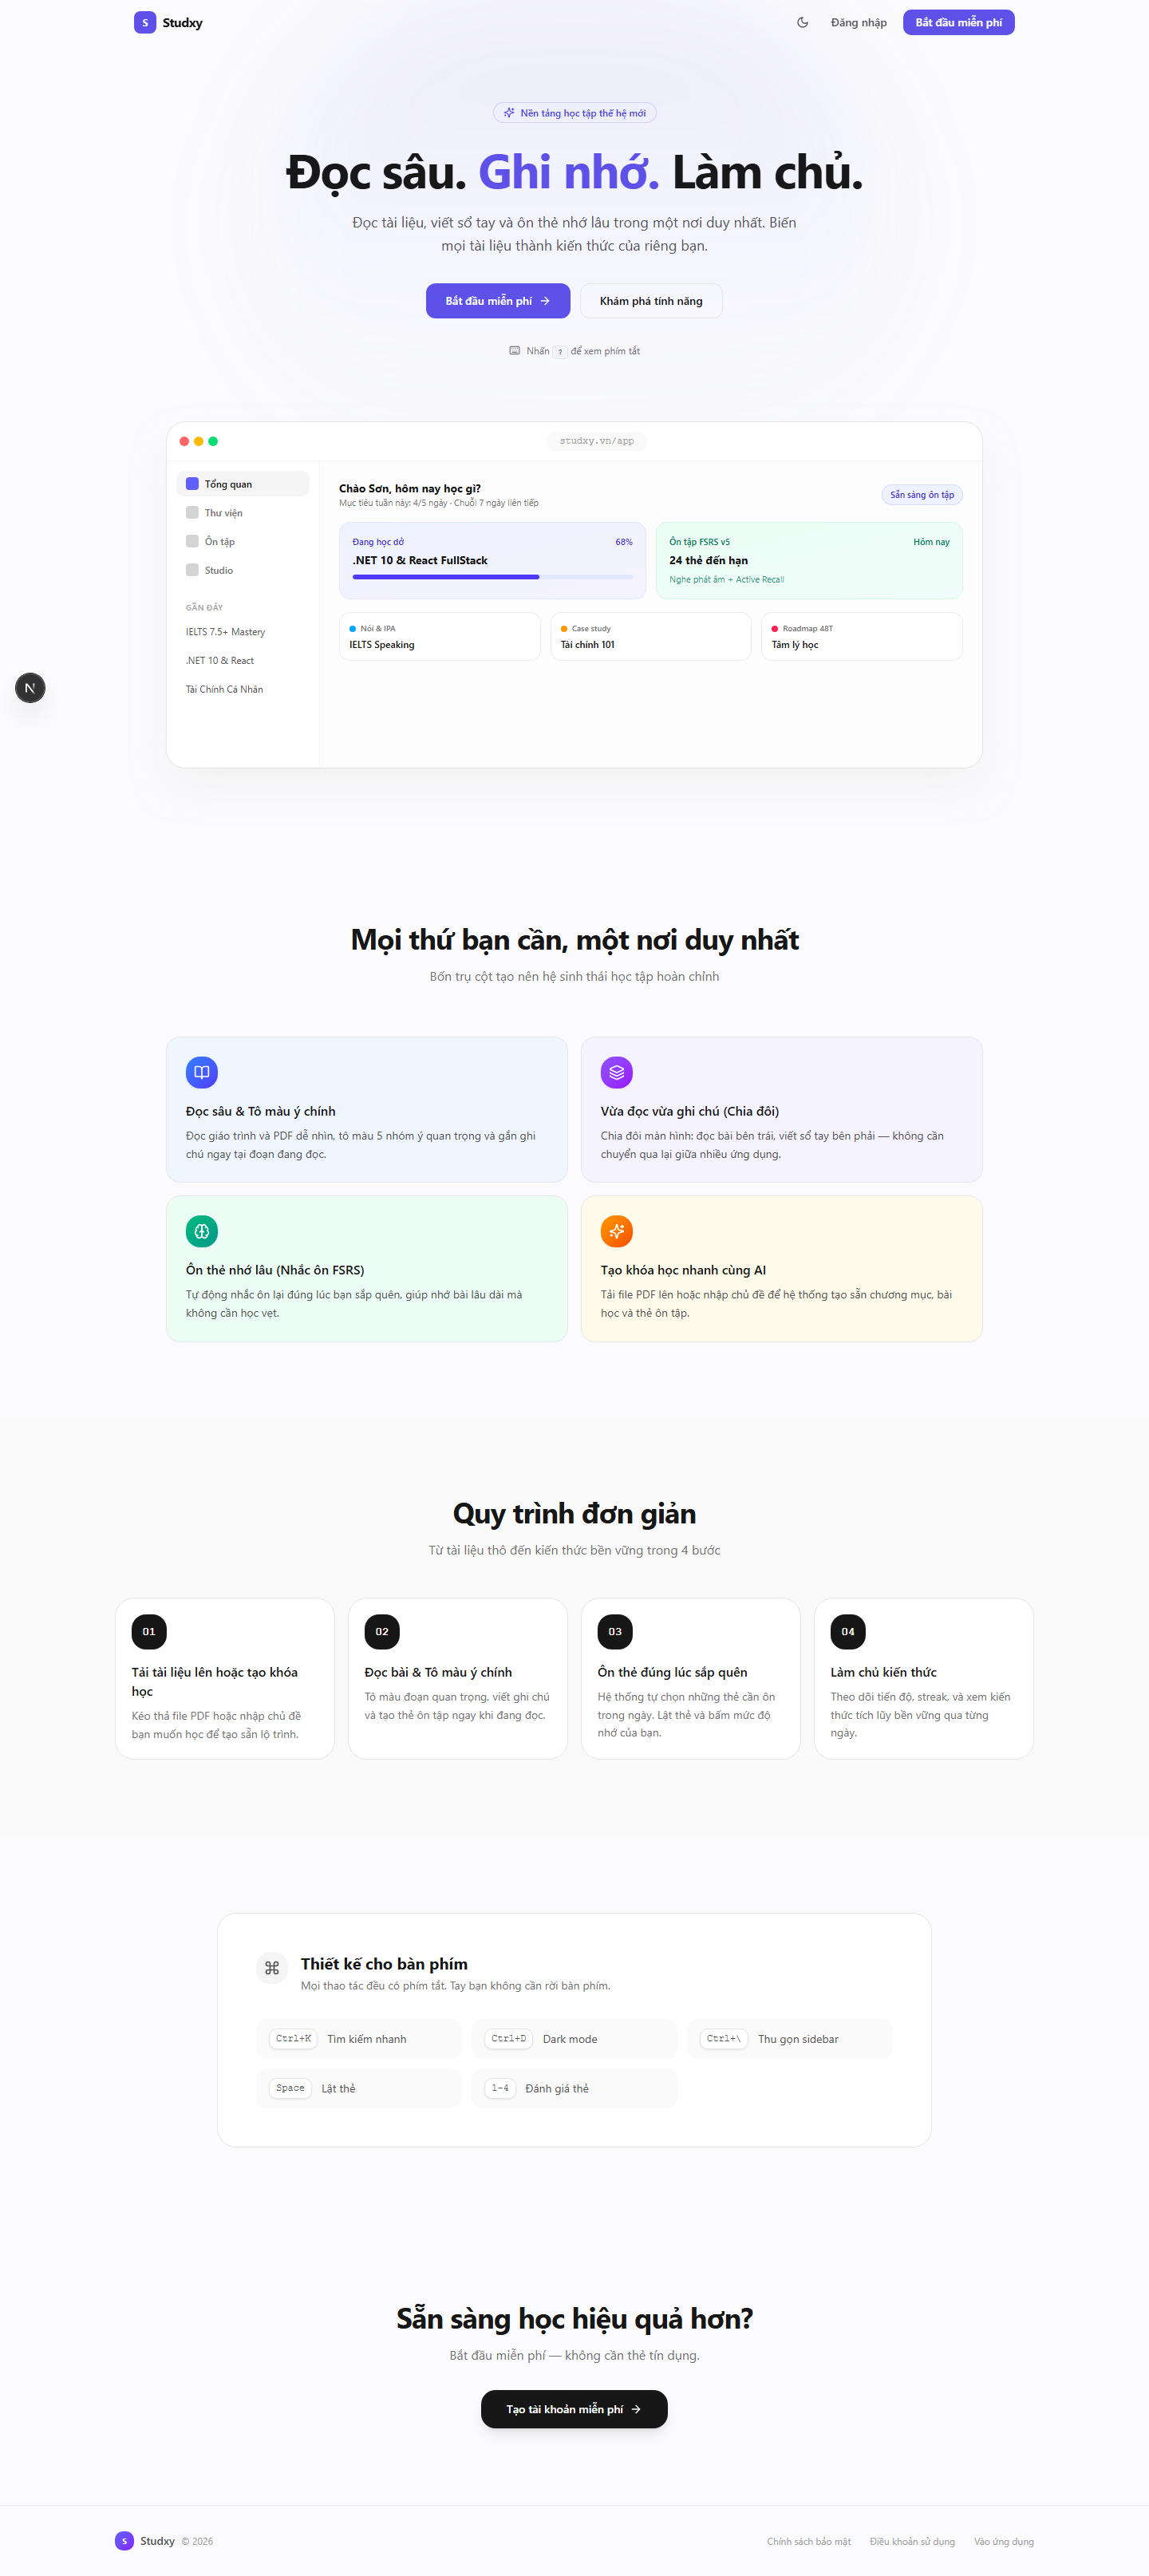 S Studxy
Đăng nhập
Bắt đầu miễn phí
Nền tảng học tập thế hệ mới
Đọc sâu. Ghi nhớ. Làm chủ.
Đọc tài liệu, viết sổ tay và ôn thẻ nhớ lâu trong một nơi duy nhất. Biến
mọi tài liệu thành kiến thức của riêng bạn.
Bắt đầu miễn phí
Khám phá tính năng
Nhấn ? để xem phím tắt
studxy.vn/app
Tổng quan
Thư viện
Ôn tập
Studio
GẦN ĐÂY
IELTS 7.5+ Mastery
.NET 10 & React
Tài Chính Cá Nhân
Chào Sơn, hôm nay học gì?
Mục tiêu tuần này: 4/5 ngày · Chuỗi 7 ngày liên tiếp
Sẵn sàng ôn tập
Đang học dở
68%
.NET 10 & React FullStack
Ôn tập FSRS v5
Hôm nay
24 thẻ đến hạn
Nghe phát âm + Active Recall
Nói & IPA
IELTS Speaking
Case study
Tài chính 101
Roadmap 48T
Tâm lý học
N
Mọi thứ bạn cần, một nơi duy nhất
Bốn trụ cột tạo nên hệ sinh thái học tập hoàn chỉnh
Đọc sâu & Tô màu ý chính
Đọc giáo trình và PDF dễ nhìn, tô màu 5 nhóm ý quan trọng và gắn ghi
chú ngay tại đoạn đang đọc.
Vừa đọc vừa ghi chú (Chia đôi)
Chia đôi màn hình: đọc bài bên trái, viết sổ tay bên phải — không cần
chuyển qua lại giữa nhiều ứng dụng.
Ôn thẻ nhớ lâu (Nhắc ôn FSRS)
Tự động nhắc ôn lại đúng lúc bạn sắp quên, giúp nhớ bài lâu dài mà
không cần học vẹt.
Tạo khóa học nhanh cùng AI
Tải file PDF lên hoặc nhập chủ đề để hệ thống tạo sẵn chương mục, bài
học và thẻ ôn tập.
Quy trình đơn giản
Từ tài liệu thô đến kiến thức bền vững trong 4 bước
01
Tải tài liệu lên hoặc tạo khóa
học
Kéo thả file PDF hoặc nhập chủ đề
bạn muốn học để tạo sẵn lộ trình.
02
Đọc bài & Tô màu ý chính
Tô màu đoạn quan trọng, viết ghi chú
và tạo thẻ ôn tập ngay khi đang đọc.
03
Ôn thẻ đúng lúc sắp quên
Hệ thống tự chọn những thẻ cần ôn
trong ngày. Lật thẻ và bấm mức độ
nhớ của bạn.
04
Làm chủ kiến thức
Theo dõi tiến độ, streak, và xem kiến
thức tích lũy bền vững qua từng
ngày.
Thiết kế cho bàn phím
Mọi thao tác đều có phím tắt. Tay bạn không cần rời bàn phím.
Ctrl+K Tìm kiếm nhanh
Ctrl+D Dark mode
Ctrl+\ Thu gọn sidebar
Space Lật thẻ
1-4 Đánh giá thẻ
Sẵn sàng học hiệu quả hơn?
Bắt đầu miễn phí — không cần thẻ tín dụng.
Tạo tài khoản miễn phí
S Studxy © 2026
Chính sách bảo mật
Điều khoản sử dụng
Vào ứng dụng